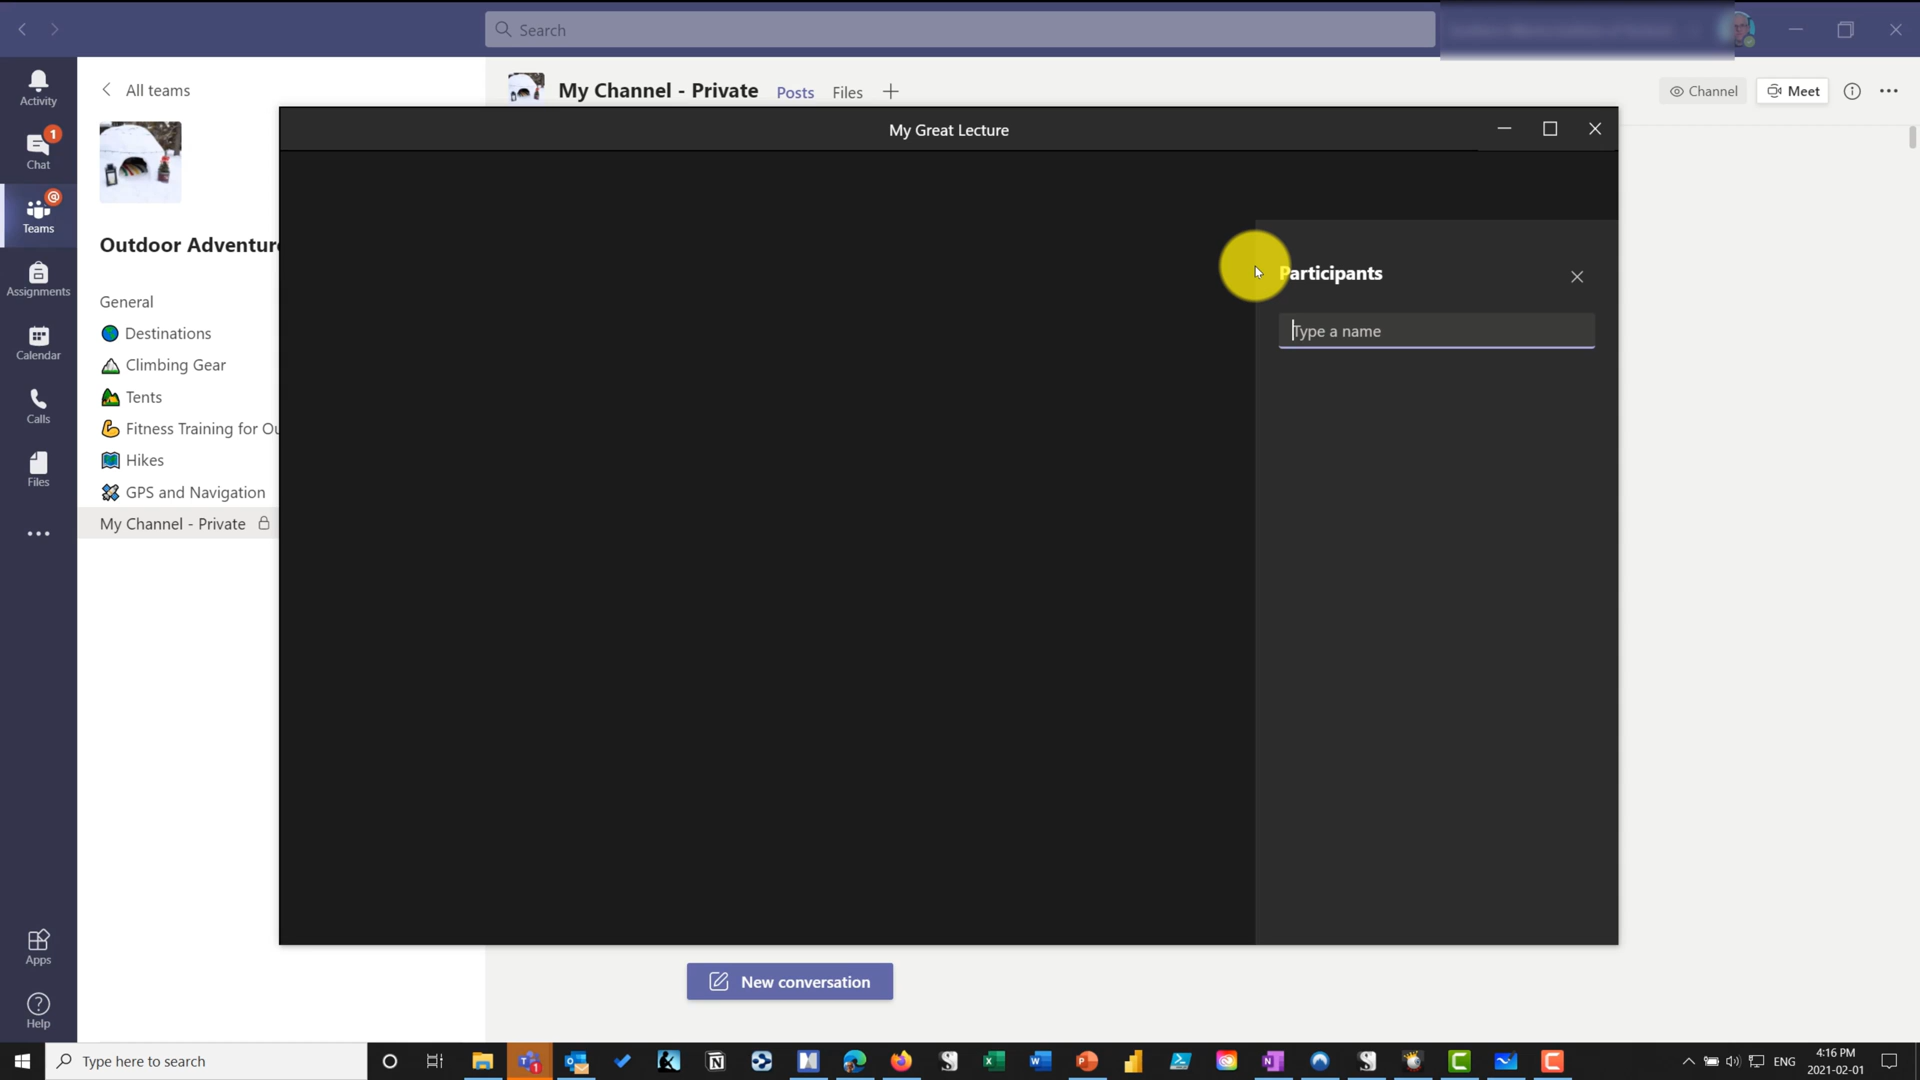 Search
Activity
1
Chat
Teams
Assignments
Calendar
Calls
Files
Apps
Help
All teams
Outdoor Adventure
General
Destinations
Climbing Gear
Tents
Fitness Training for Ou
Hikes
GPS and Navigation
My Channel - Private
My Channel - Private
Posts
Files
Channel
Meet
My Great Lecture
Participants
Type a name
New conversation
Type here to search
ENG
4:16 PM
2021-02-01